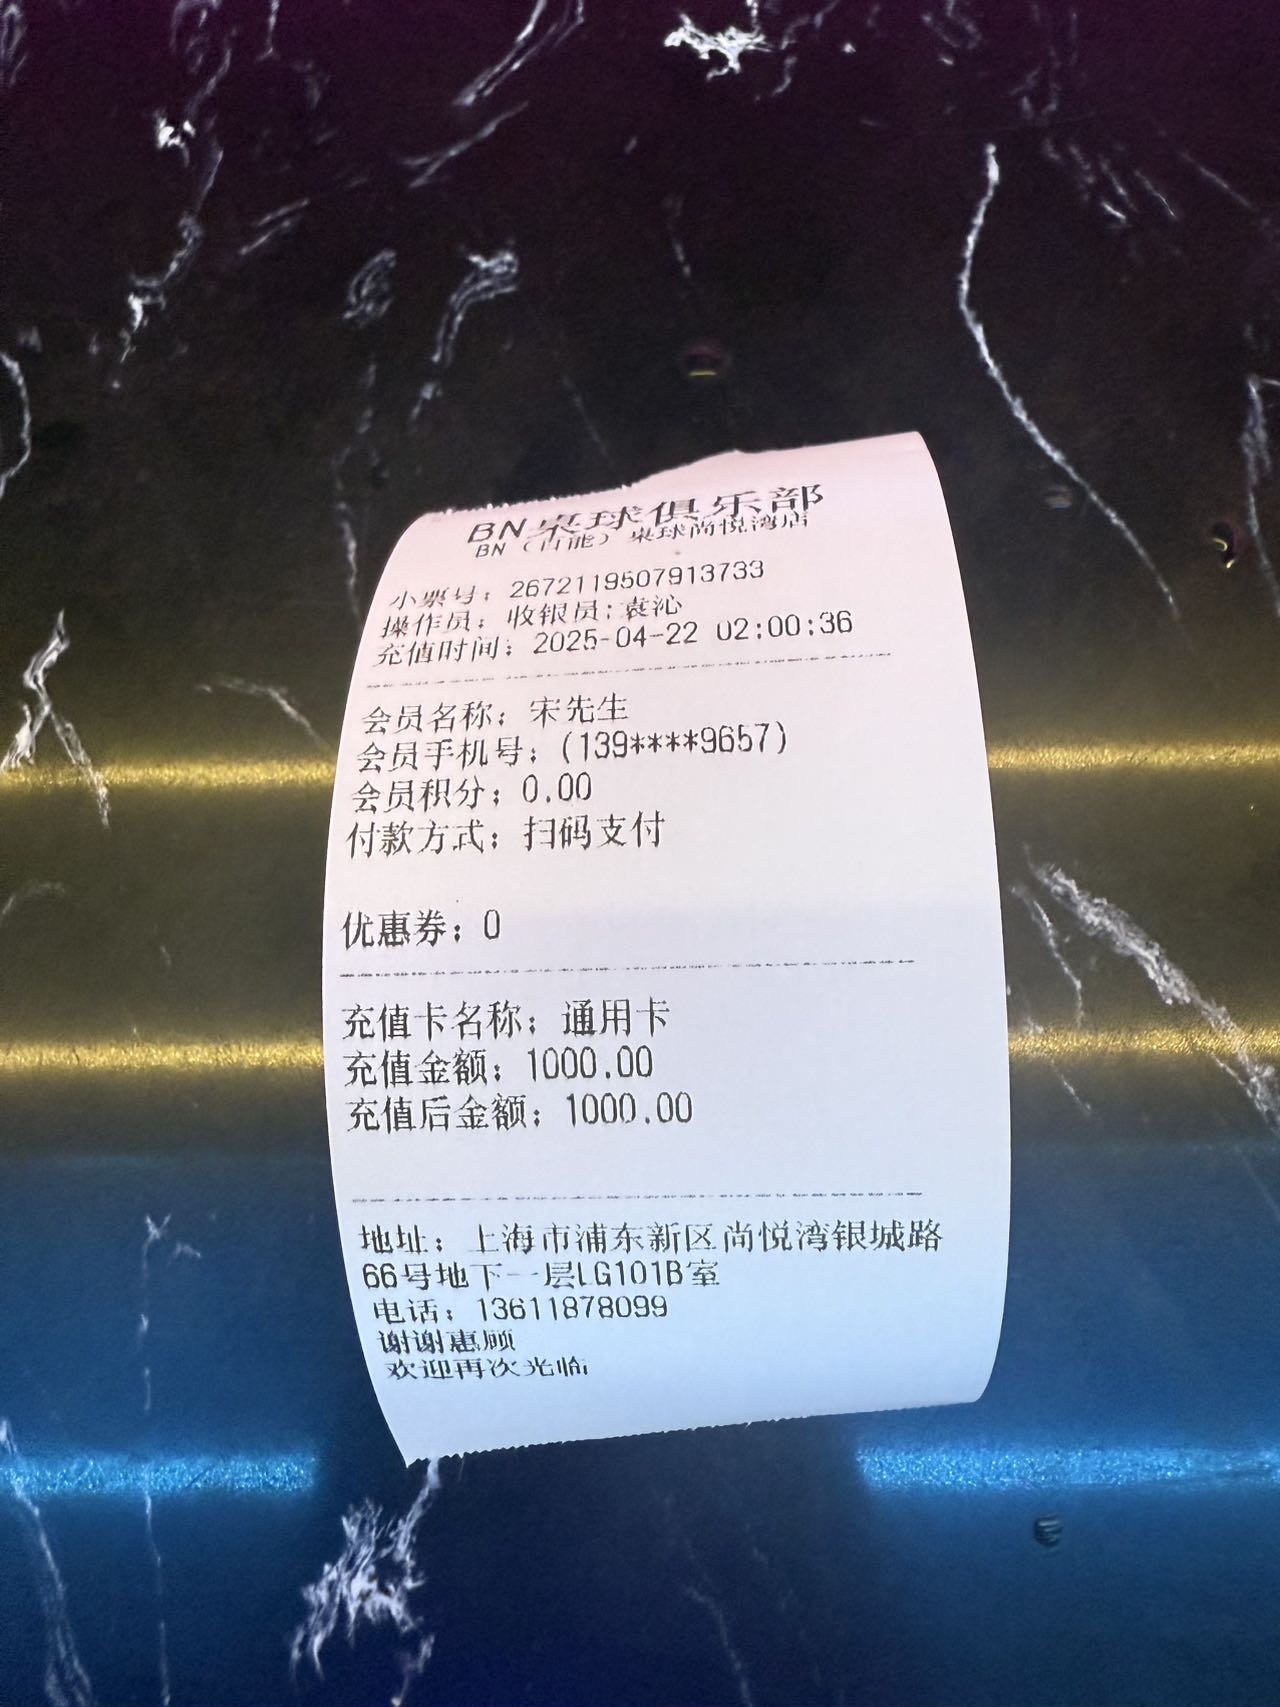 BN桌球俱乐部
BN（百能）桌球尚悦湾店
小票号：2672119507913733
操作员：收银员;袁沁
充值时间：2025-04-22 02:00:36
会员名称：宋先生
会员手机号：(139****9657)
会员积分：0.00
付款方式：扫码支付
优惠券：0
充值卡名称：通用卡
充值金额：1000.00
充值后金额：1000.00
地址：上海市浦东新区尚悦湾银城路
66号地下一层LG101B室
电话：13611878099
谢谢惠顾
欢迎再次光临